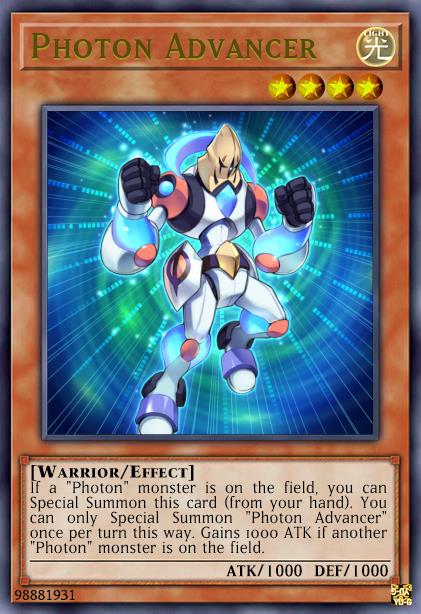 PHOTON ADVANCER
LIGHT
光
[WARRIOR/EFFECT]
If a "Photon" monster is on the field, you can
Special Summon this card (from your hand). You
can only Special Summon "Photon Advancer"
once per turn this way. Gains 1000 ATK if another
"Photon" monster is on the field.
ATK/1000 DEF/1000
98881931